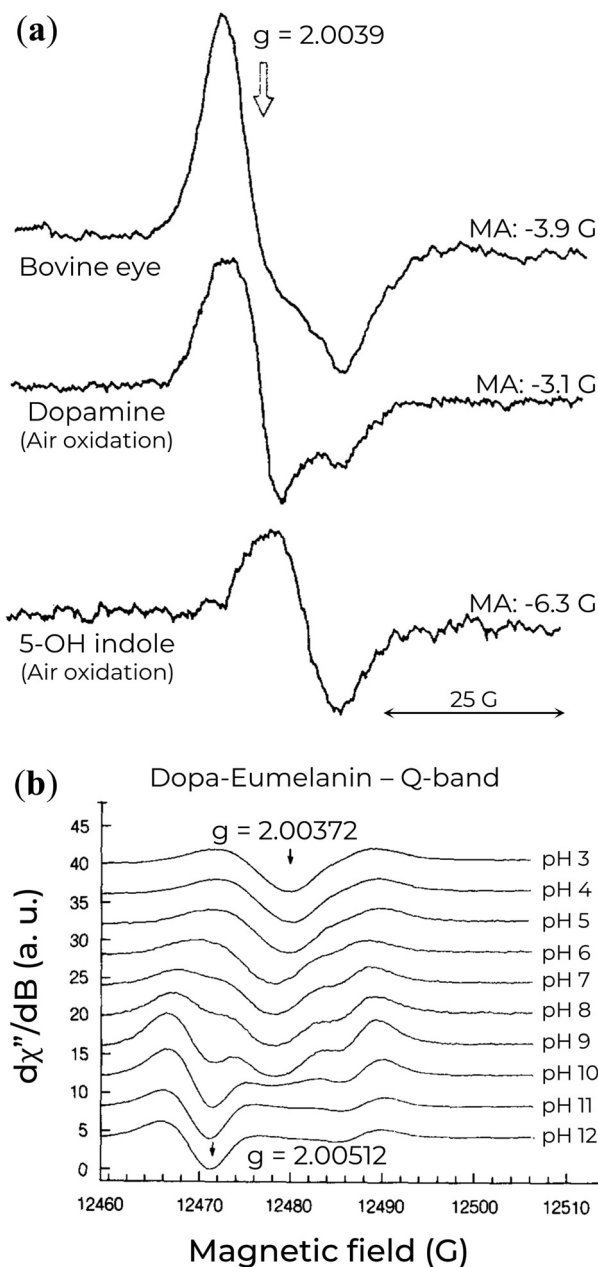 (a)
g = 2.0039
MA: -3.9 G
Bovine eye
MA: -3.1 G
Dopamine
(Air oxidation)
MA: -6.3 G
5-OH indole
(Air oxidation)
25 G
(b)
Dopa-Eumelanin – Q-band
45
g = 2.00372
40
pH 3
pH 4
35
pH 5
30
pH 6
25
pH 7
20
pH 8
15
pH 9
10
pH 10
pH 11
5
pH 12
0
g = 2.00512
dχ”/dB (a. u.)
12460 12470 12480 12490 12500 12510
Magnetic field (G)